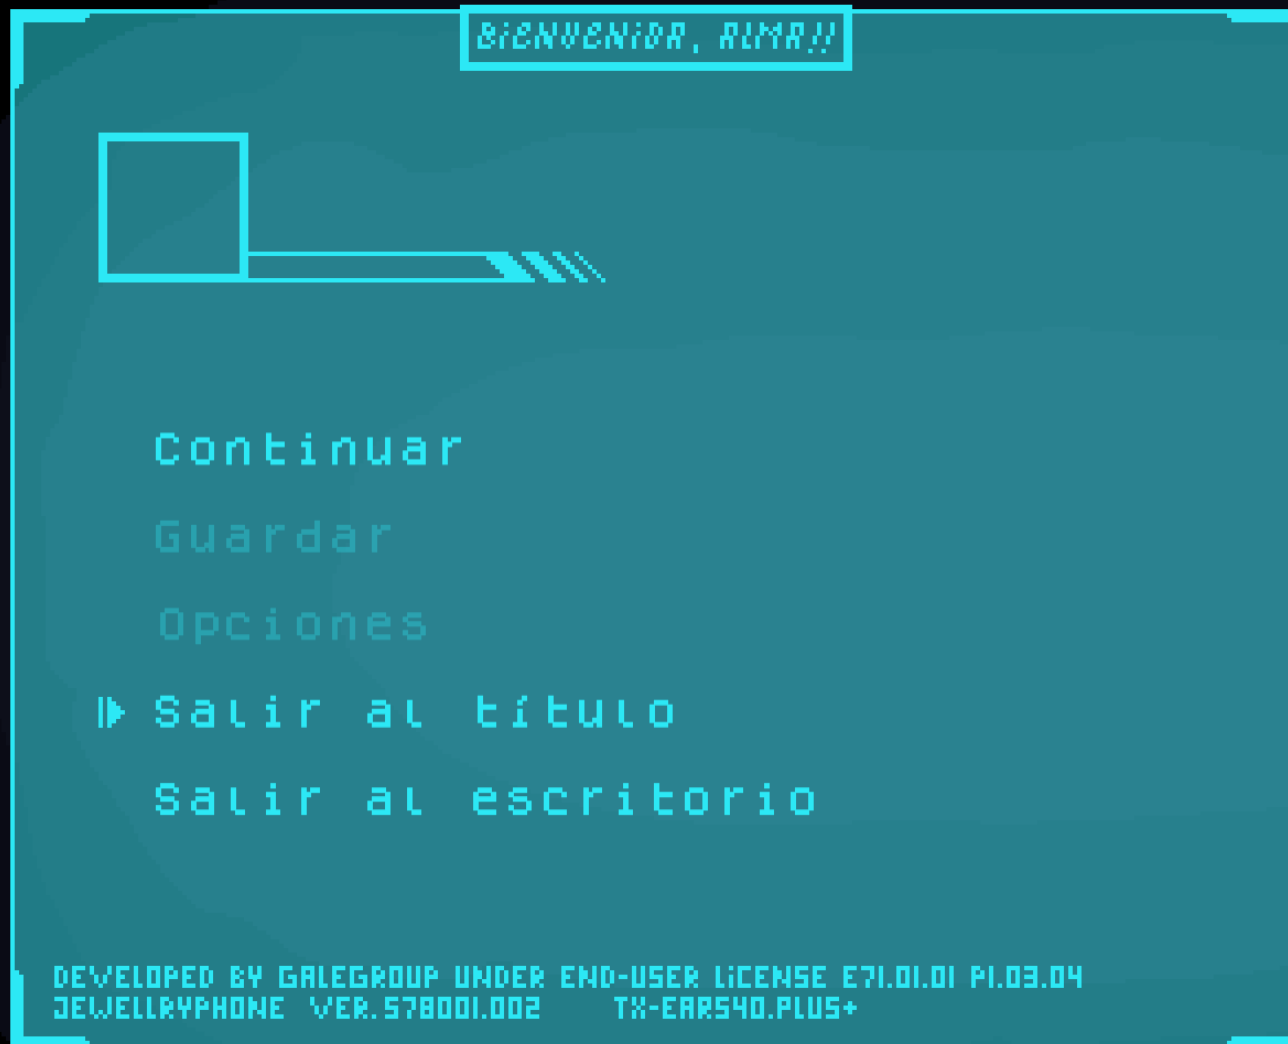 BiENVENiDA, ALMA!!
Continuar
Guardar
Opciones
Salir al título
Salir al escritorio
DEVELOPED BY GALEGROUP UNDER END-USER LiCENSE E71.01.01 P1.03.04
JEWELLRYPHONE VER.578001.002 TX-EARS40.PLUS+